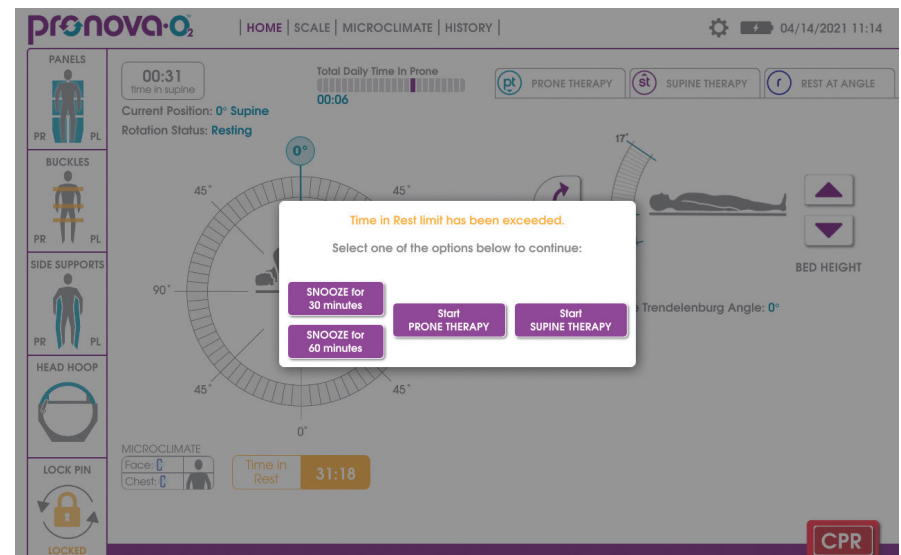 pronova·O₂
HOME | SCALE | MICROCLIMATE | HISTORY |
04/14/2021 11:14
PANELS
PR PL
BUCKLES
PR PL
SIDE SUPPORTS
PR PL
HEAD HOOP
LOCK PIN
LOCKED
00:31
time in supine
Total Daily Time In Prone
00:06
pt PRONE THERAPY
st SUPINE THERAPY
r REST AT ANGLE
Current Position: 0° Supine
Rotation Status: Resting
0°
17°
45° 45°
90°
45° 45°
0°
BED HEIGHT
Trendelenburg Angle: 0°
Time in Rest limit has been exceeded.
Select one of the options below to continue:
SNOOZE for
30 minutes
SNOOZE for
60 minutes
Start
PRONE THERAPY
Start
SUPINE THERAPY
MICROCLIMATE
Face:
Chest:
Time in
Rest
31:18
CPR